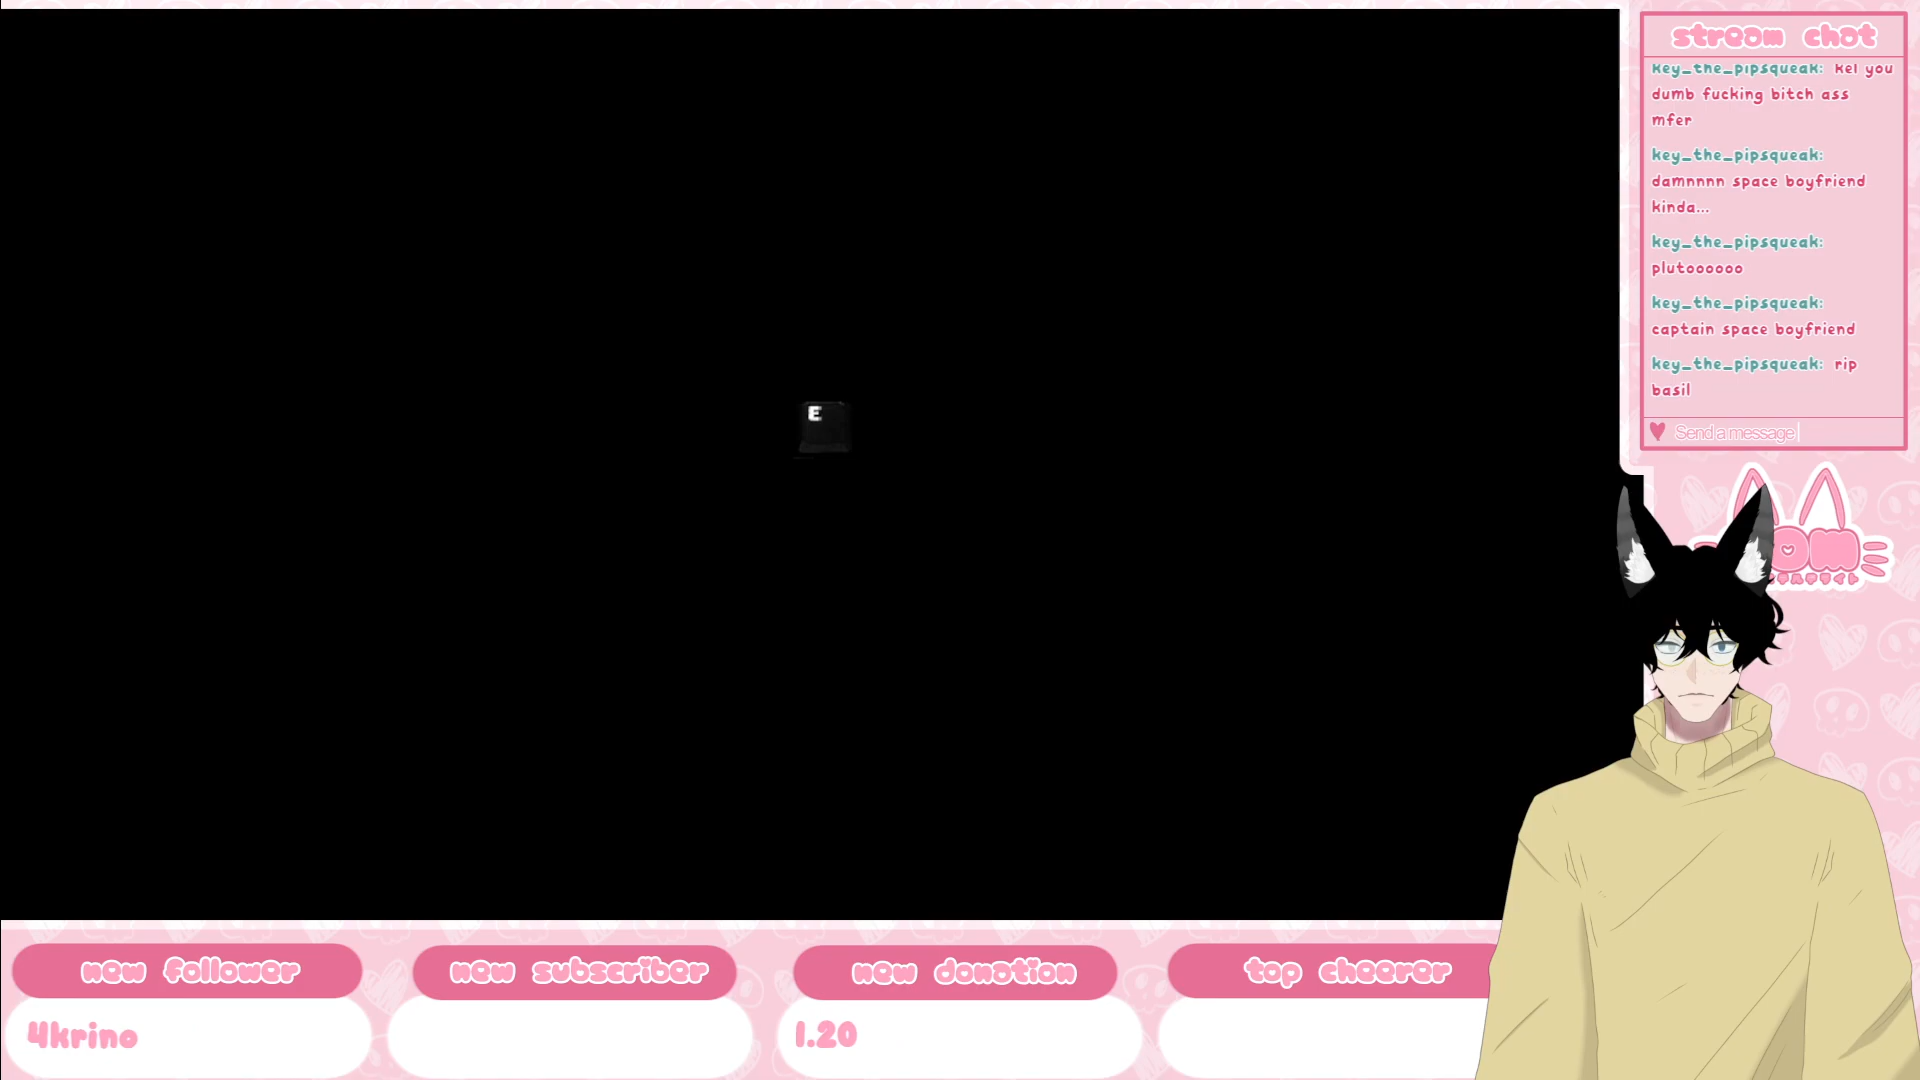 stream chat
key_the_pipsqueak: kel you
dumb fucking bitch ass
mfer
key_the_pipsqueak:
damnnnn space boyfriend
kinda...
key_the_pipsqueak:
plutoooooo
key_the_pipsqueak:
captain space boyfriend
key_the_pipsqueak: rip
basil
Send a message
E
new follower
new subscriber
new donation
top cheerer
4krino
1.20